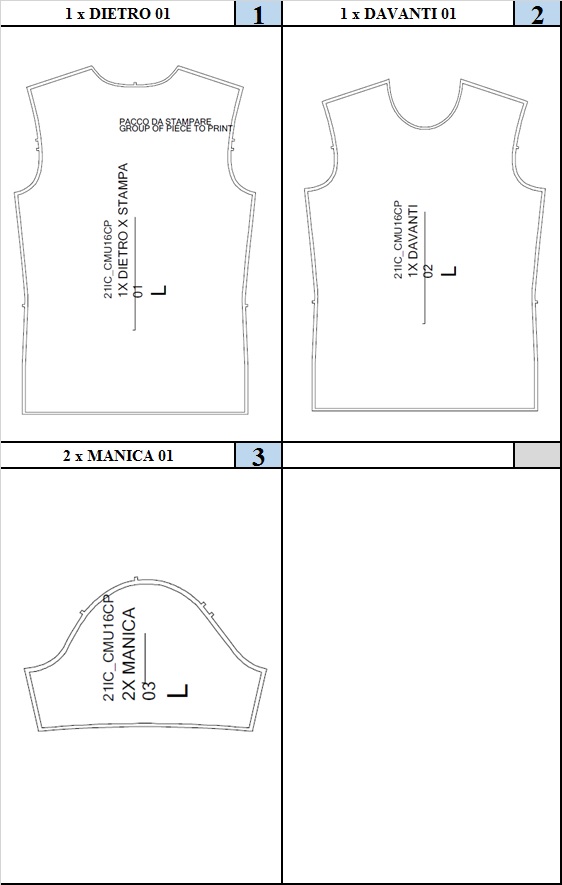 1 x DIETRO 01
1
1 x DAVANTI 01
2
PACCO DA STAMPARE
GROUP OF PIECE TO PRINT
21IC_CMU16CP
1X DIETRO X STAMPA
01
L
21IC_CMU16CP
1X DAVANTI
02
L
2 x MANICA 01
3
21IC_CMU16CP
2X MANICA
03
L